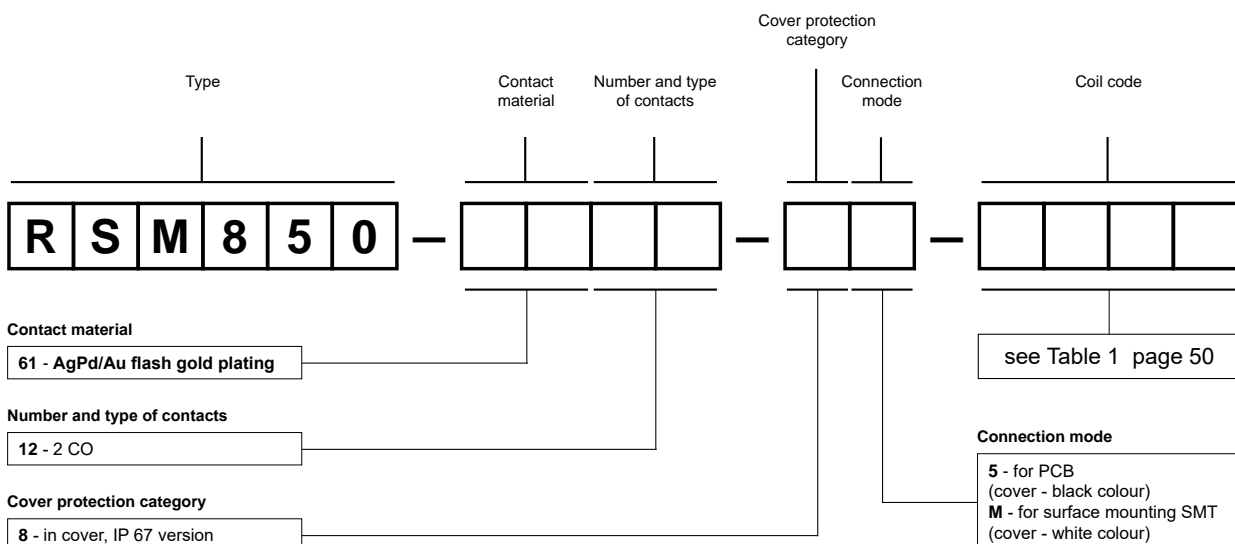 Cover protection
category
Type
Contact
material
Number and type
of contacts
Connection
mode
Coil code
RSM850 – –  –
Contact material
61 - AgPd/Au flash gold plating
see Table 1 page 50
Number and type of contacts
12 - 2 CO
Connection mode
5 - for PCB
(cover - black colour)
M - for surface mounting SMT
(cover - white colour)
Cover protection category
8 - in cover, IP 67 version